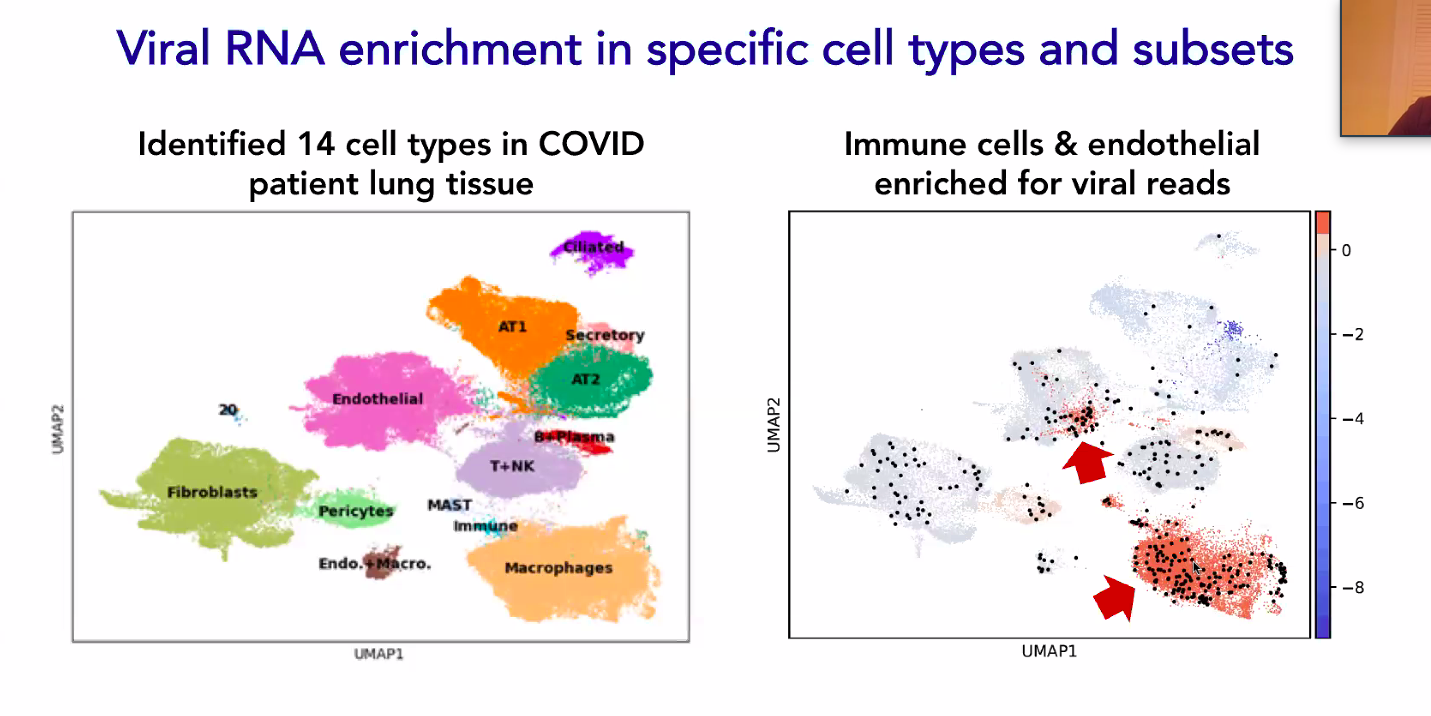 Viral RNA enrichment in specific cell types and subsets
Identified 14 cell types in COVID
patient lung tissue
Immune cells & endothelial
enriched for viral reads
Ciliated
AT1
Secretory
AT2
Endothelial
20
B+Plasma
T+NK
Fibroblasts
Pericytes
MAST
Immune
Endo.+Macro.
Macrophages
UMAP2
UMAP1
UMAP2
UMAP1
0
−2
−4
−6
−8